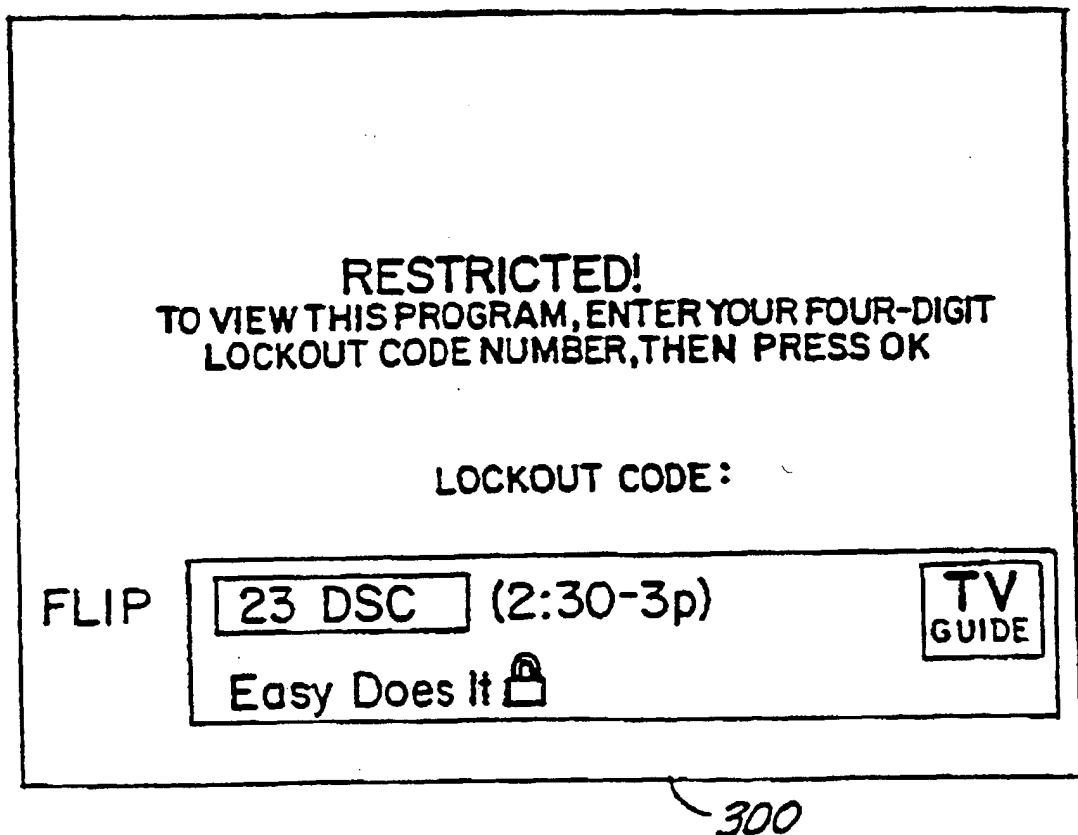 RESTRICTED!
TO VIEW THIS PROGRAM, ENTER YOUR FOUR-DIGIT
LOCKOUT CODE NUMBER, THEN PRESS OK
LOCKOUT CODE:
FLIP
23 DSC (2:30-3p)
TV
GUIDE
Easy Does It
300